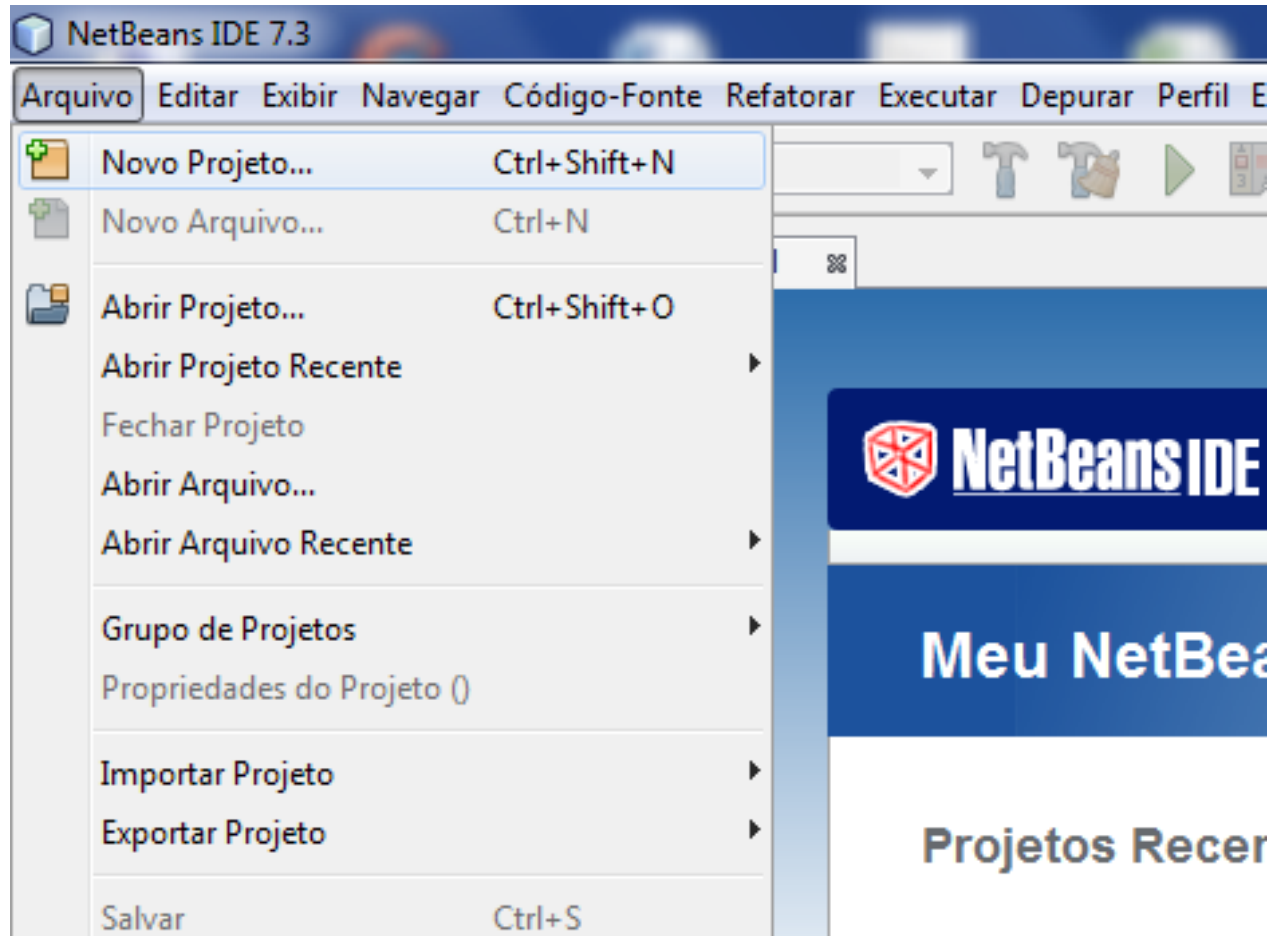 NetBeans IDE 7.3
Arquivo Editar Exibir Navegar Código-Fonte Refatorar Executar Depurar Perfil
Novo Projeto... Ctrl+Shift+N
Novo Arquivo... Ctrl+N
Abrir Projeto... Ctrl+Shift+O
Abrir Projeto Recente
Fechar Projeto
Abrir Arquivo...
Abrir Arquivo Recente
Grupo de Projetos
Propriedades do Projeto ()
Importar Projeto
Exportar Projeto
Salvar Ctrl+S
NetBeans IDE
Meu NetBea
Projetos Recen